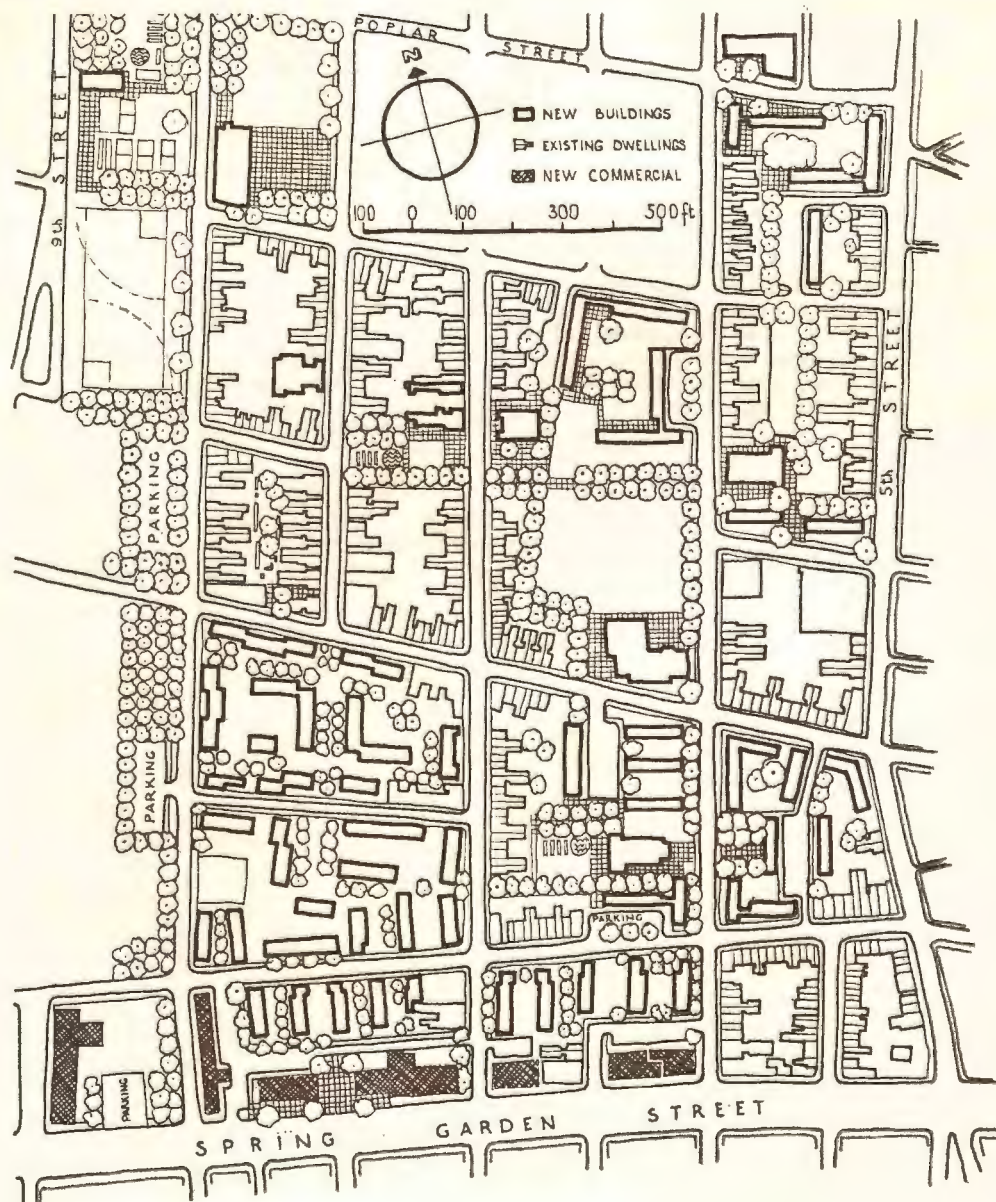 POPLAR STREET
N
NEW BUILDINGS
EXISTING DWELLINGS
NEW COMMERCIAL
100 0 100 300 500 ft
9th STREET
5th STREET
PARKING
PARKING
PARKING
PARKING
SPRING GARDEN STREET